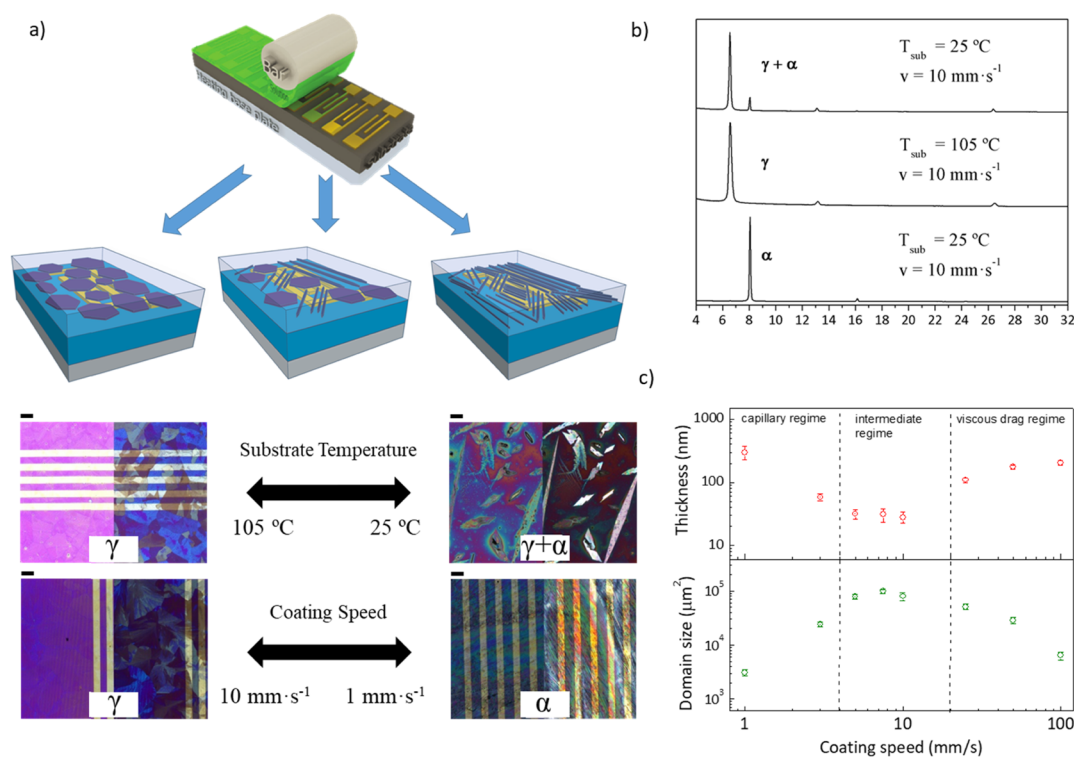 a)
Bar
Heating base plate
b)
γ + α
T_sub = 25 ºC
v = 10 mm·s⁻¹
γ
T_sub = 105 ºC
v = 10 mm·s⁻¹
α
T_sub = 25 ºC
v = 10 mm·s⁻¹
4 6 8 10 12 14 16 18 20 22 24 26 28 30 32
Substrate Temperature
105 ºC 25 ºC
γ
γ+α
Coating Speed
10 mm·s⁻¹ 1 mm·s⁻¹
γ
α
c)
capillary regime
intermediate
regime
viscous drag regime
Thickness (nm)
1000
100
10
Domain size (μm²)
10⁵
10⁴
10³
1 10 100
Coating speed (mm/s)